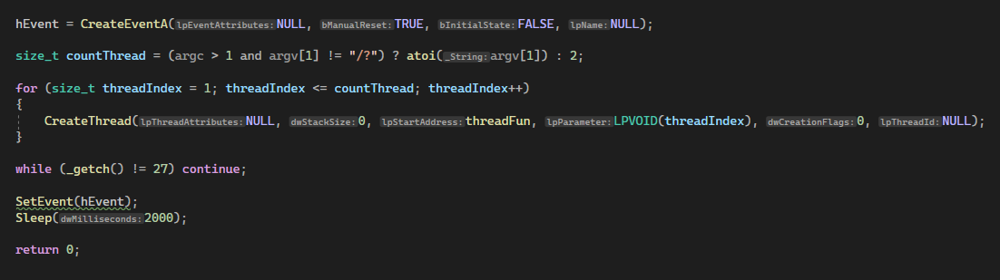 hEvent = CreateEventA(lpEventAttributes:NULL, bManualReset:TRUE, bInitialState:FALSE, lpName:NULL);
size_t countThread = (argc > 1 and argv[1] != "/?") ? atoi(_String:argv[1]) : 2;
for (size_t threadIndex = 1; threadIndex <= countThread; threadIndex++)
{
CreateThread(lpThreadAttributes:NULL, dwStackSize:0, lpStartAddress:threadFun, lpParameter:LPVOID(threadIndex), dwCreationFlags:0, lpThreadId:NULL);
}
while (_getch() != 27) continue;
SetEvent(hEvent);
Sleep(dwMilliseconds:2000);
return 0;